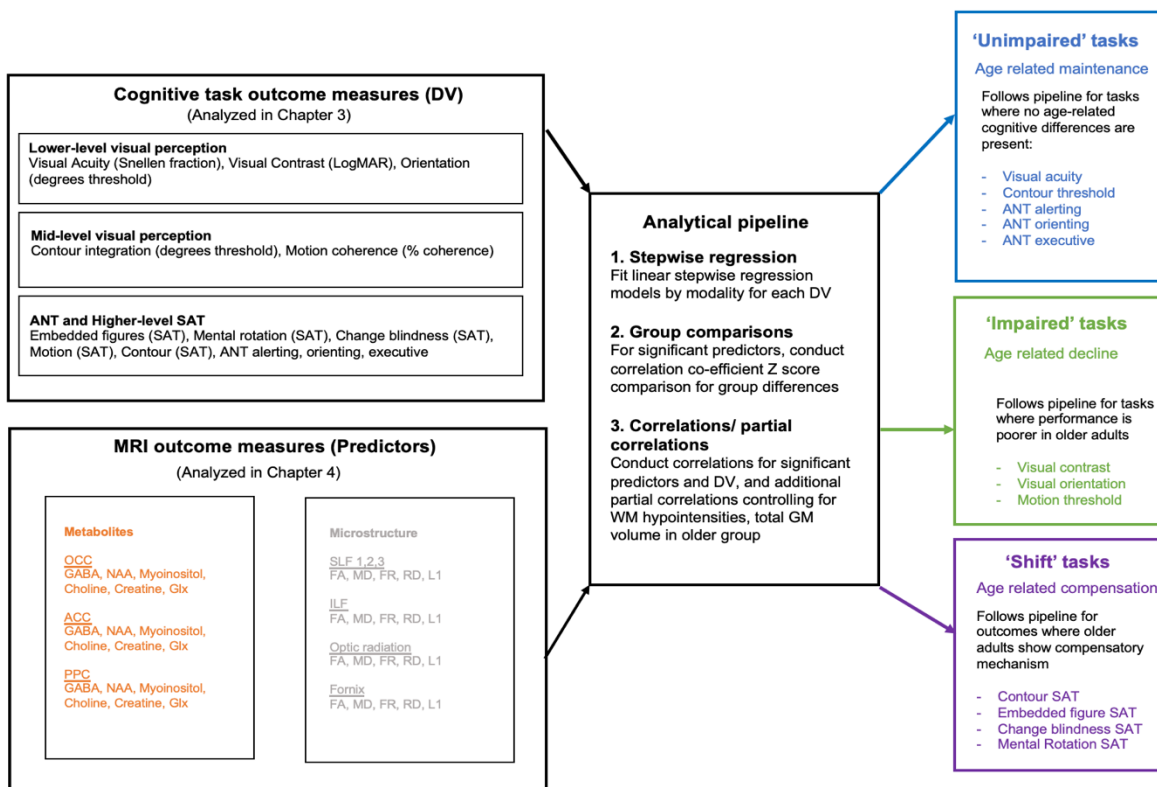 Cognitive task outcome measures (DV)
(Analyzed in Chapter 3)
Lower-level visual perception
Visual Acuity (Snellen fraction), Visual Contrast (LogMAR), Orientation
(degrees threshold)
Mid-level visual perception
Contour integration (degrees threshold), Motion coherence (% coherence)
ANT and Higher-level SAT
Embedded figures (SAT), Mental rotation (SAT), Change blindness (SAT),
Motion (SAT), Contour (SAT), ANT alerting, orienting, executive
MRI outcome measures (Predictors)
(Analyzed in Chapter 4)
Metabolites
OCC
GABA, NAA, Myoinositol,
Choline, Creatine, Glx
ACC
GABA, NAA, Myoinositol,
Choline, Creatine, Glx
PPC
GABA, NAA, Myoinositol,
Choline, Creatine, Glx
Microstructure
SLF 1,2,3
FA, MD, FR, RD, L1
ILF
FA, MD, FR, RD, L1
Optic radiation
FA, MD, FR, RD, L1
Fornix
FA, MD, FR, RD, L1
Analytical pipeline
1. Stepwise regression
Fit linear stepwise regression
models by modality for each DV
2. Group comparisons
For significant predictors, conduct
correlation co-efficient Z score
comparison for group differences
3. Correlations/ partial
correlations
Conduct correlations for significant
predictors and DV, and additional
partial correlations controlling for
WM hypointensities, total GM
volume in older group
‘Unimpaired’ tasks
Age related maintenance
Follows pipeline for tasks
where no age-related
cognitive differences are
present:
- Visual acuity
- Contour threshold
- ANT alerting
- ANT orienting
- ANT executive
‘Impaired’ tasks
Age related decline
Follows pipeline for tasks
where performance is
poorer in older adults
- Visual contrast
- Visual orientation
- Motion threshold
‘Shift’ tasks
Age related compensation
Follows pipeline for
outcomes where older
adults show compensatory
mechanism
- Contour SAT
- Embedded figure SAT
- Change blindness SAT
- Mental Rotation SAT